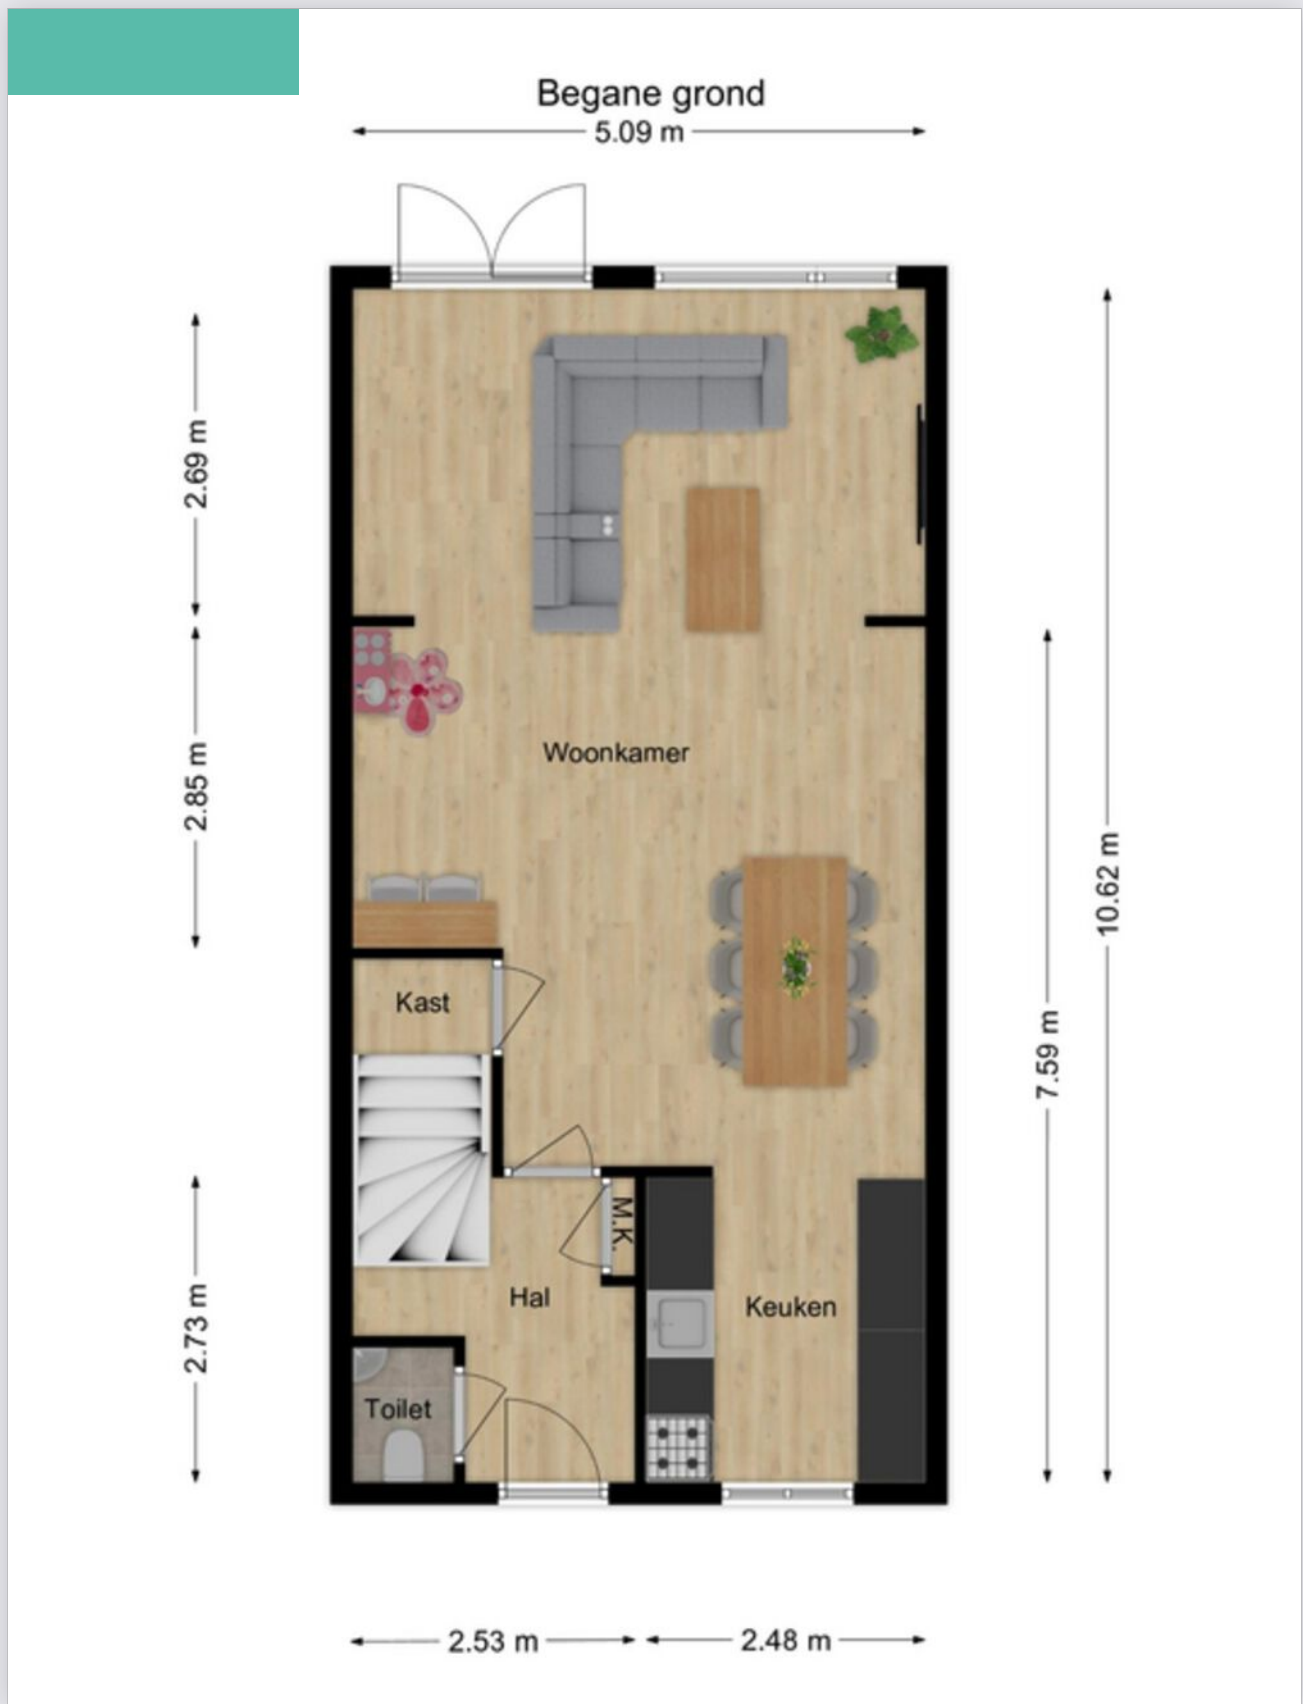 Begane grond
5.09 m
2.69 m
2.85 m
10.62 m
Woonkamer
Kast
7.59 m
M.K.
2.73 m
Hal
Keuken
Toilet
2.53 m
2.48 m